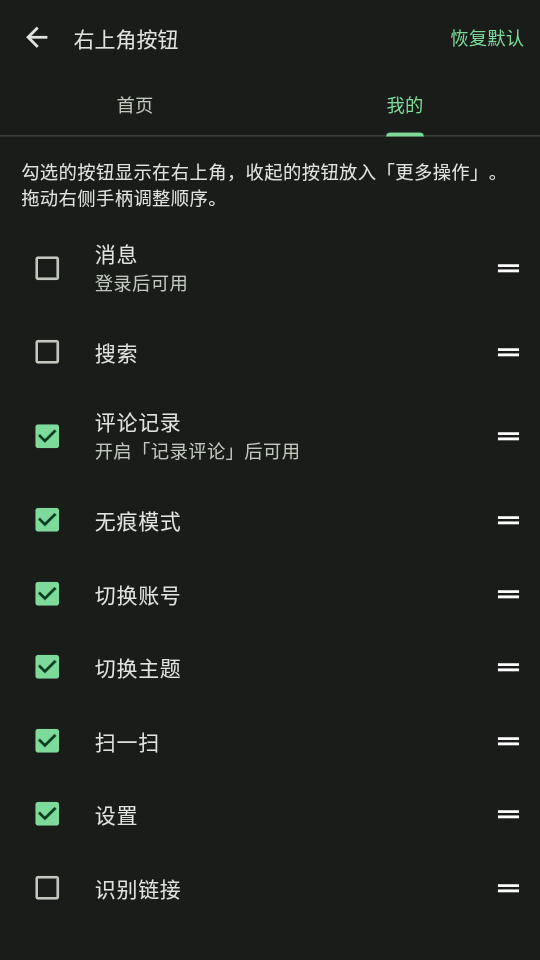 右上角按钮
恢复默认
首页
我的
勾选的按钮显示在右上角，收起的按钮放入「更多操作」。
拖动右侧手柄调整顺序。
消息
登录后可用
搜索
评论记录
开启「记录评论」后可用
无痕模式
切换账号
切换主题
扫一扫
设置
识别链接